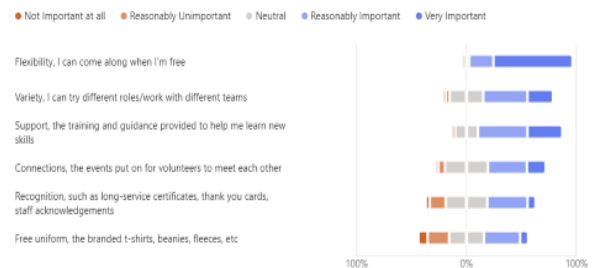 Not Important at all Reasonably Unimportant Neutral Reasonably Important Very Important
Flexibility, I can come along when I'm free
Variety, I can try different roles/work with different teams
Support, the training and guidance provided to help me learn new
skills
Connections, the events put on for volunteers to meet each other
Recognition, such as long-service certificates, thank you cards,
staff acknowledgements
Free uniform, the branded t-shirts, beanies, fleeces, etc
100% 0% 100%